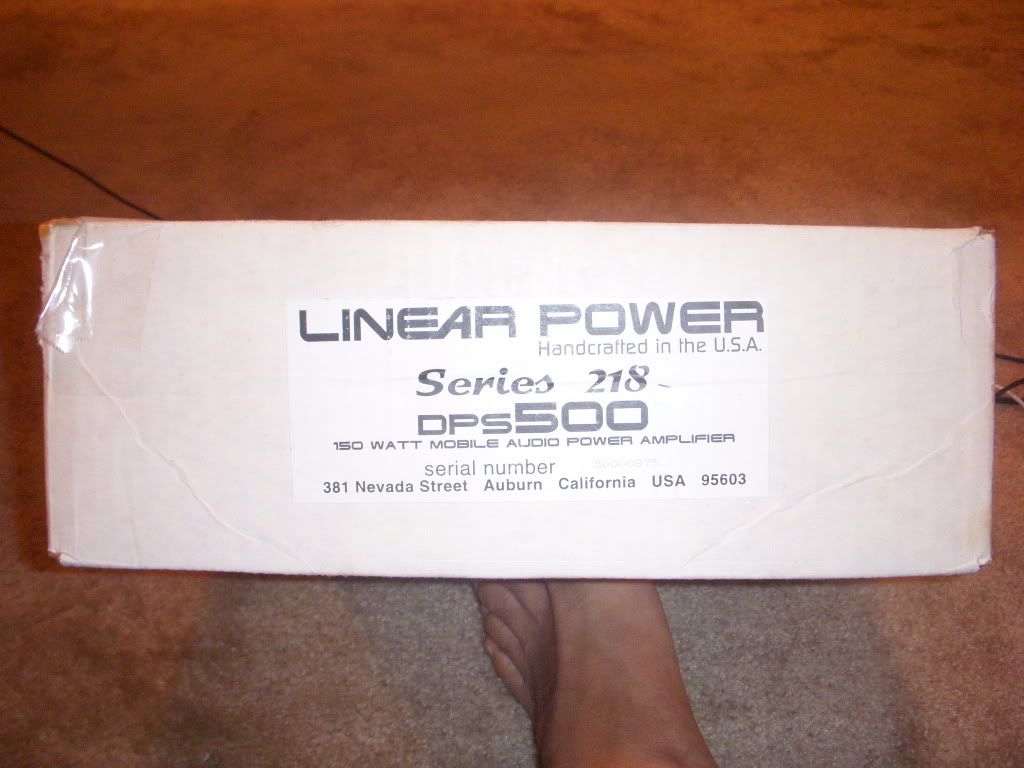 LINEAR POWER
Handcrafted in the U.S.A.
Series 218
DPS500
150 WATT MOBILE AUDIO POWER AMPLIFIER
serial number
381 Nevada Street Auburn California USA 95603